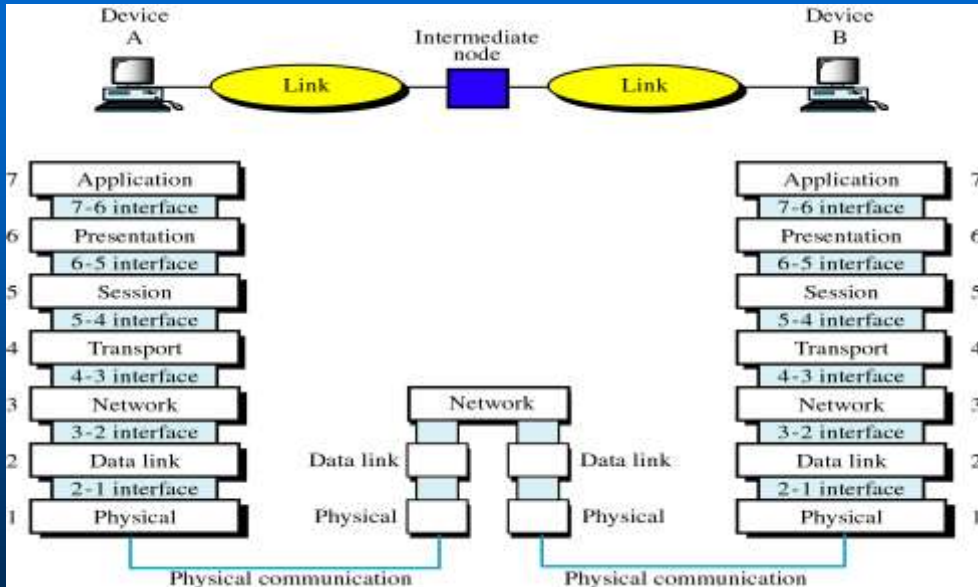 Device
A
Device
B
Intermediate
node
Link
Link
7 Application Application 7
7-6 interface 7-6 interface
6 Presentation Presentation 6
6-5 interface 6-5 interface
5 Session Session 5
5-4 interface 5-4 interface
4 Transport Transport 4
4-3 interface 4-3 interface
3 Network Network Network 3
3-2 interface 3-2 interface
2 Data link Data link Data link Data link 2
2-1 interface 2-1 interface
1 Physical Physical Physical Physical 1
Physical communication Physical communication